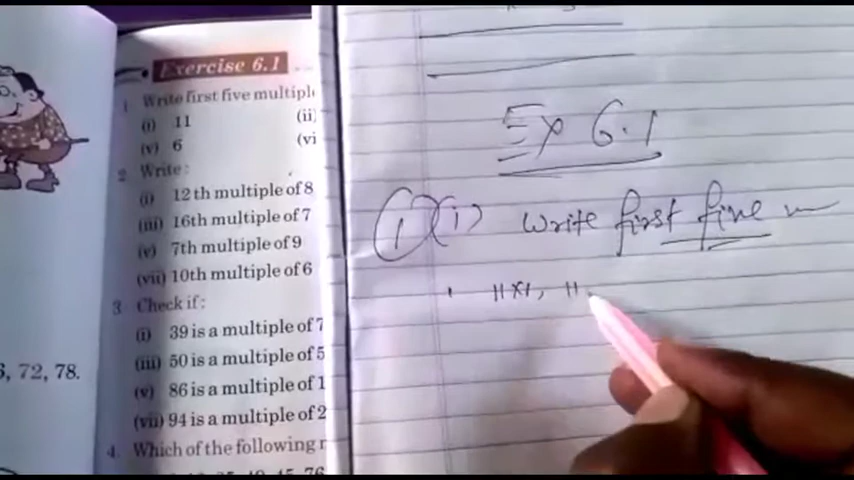 Exercise 6.1
1 Write first five multipl
(i) 11 (ii)
(v) 6 (vi
2 Write :
(i) 12 th multiple of 8
(iii) 16th multiple of 7
(v) 7th multiple of 9
(vii) 10th multiple of 6
3 Check if :
(i) 39 is a multiple of 7
(iii) 50 is a multiple of 5
(v) 86 is a multiple of 1
(vii) 94 is a multiple of 2
4. Which of the following
6, 72, 78.
Ex 6.1
1 (i) Write first five m
11x1, 11